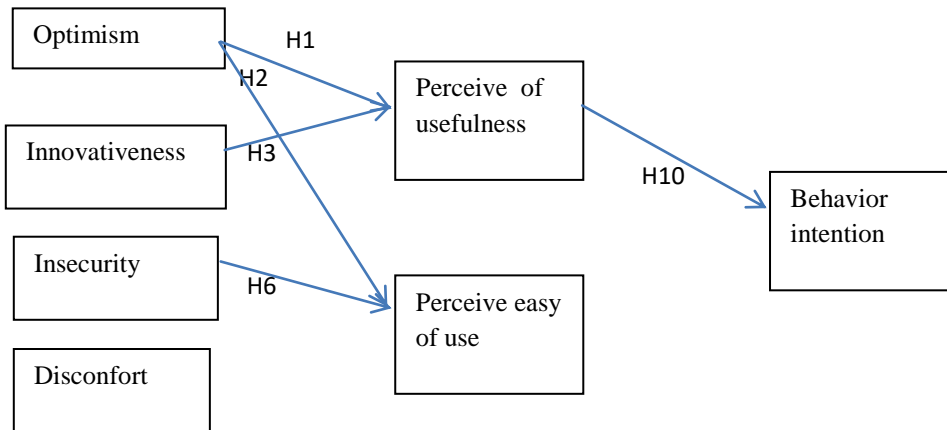 Optimism
H1
H2
Perceive of
usefulness
Innovativeness
H3
H10
Behavior
intention
Insecurity
H6
Perceive easy
of use
Disconfort